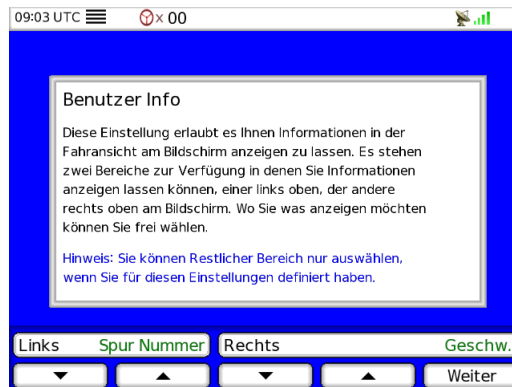 09:03 UTC × 00
Benutzer Info
Diese Einstellung erlaubt es Ihnen Informationen in der
Fahransicht am Bildschirm anzeigen zu lassen. Es stehen
zwei Bereiche zur Verfügung in denen Sie Informationen
anzeigen lassen können, einer links oben, der andere
rechts oben am Bildschirm. Wo Sie was anzeigen möchten
können Sie frei wählen.
Hinweis: Sie können Restlicher Bereich nur auswählen,
wenn Sie für diesen Einstellungen definiert haben.
Links Spur Nummer Rechts Geschw.
Weiter